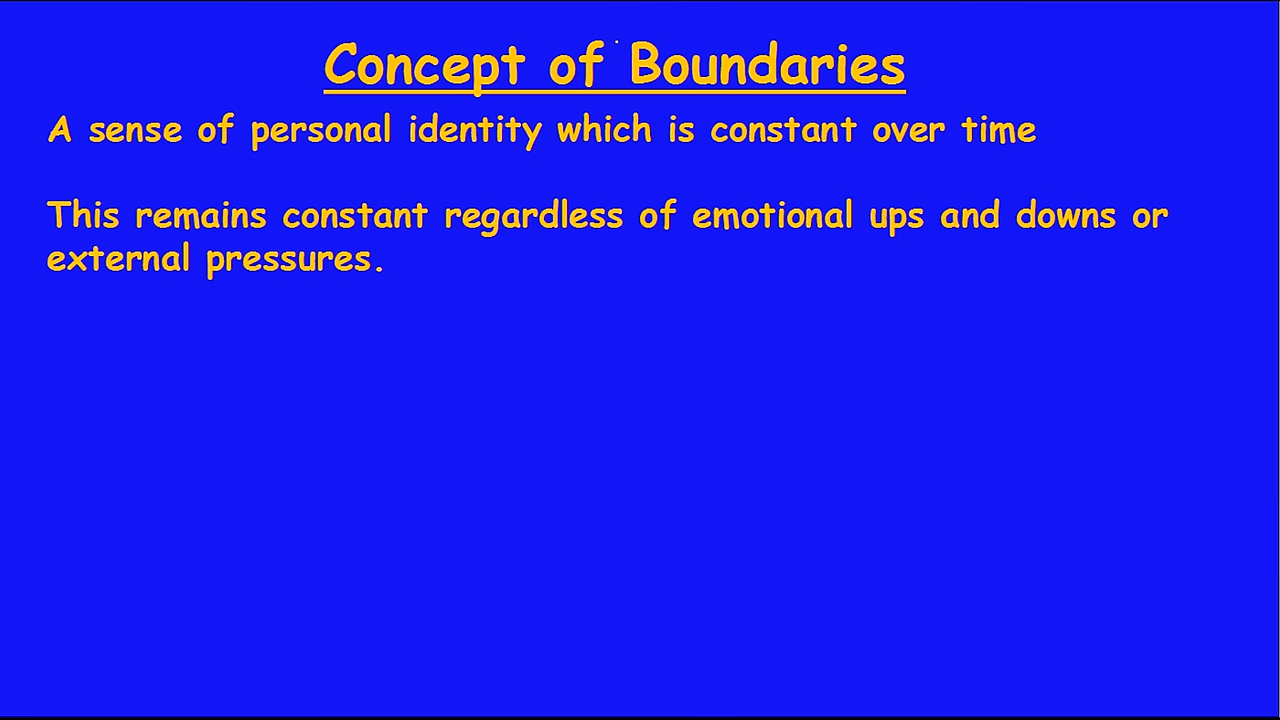 Concept of Boundaries
A sense of personal identity which is constant over time
This remains constant regardless of emotional ups and downs or
external pressures.